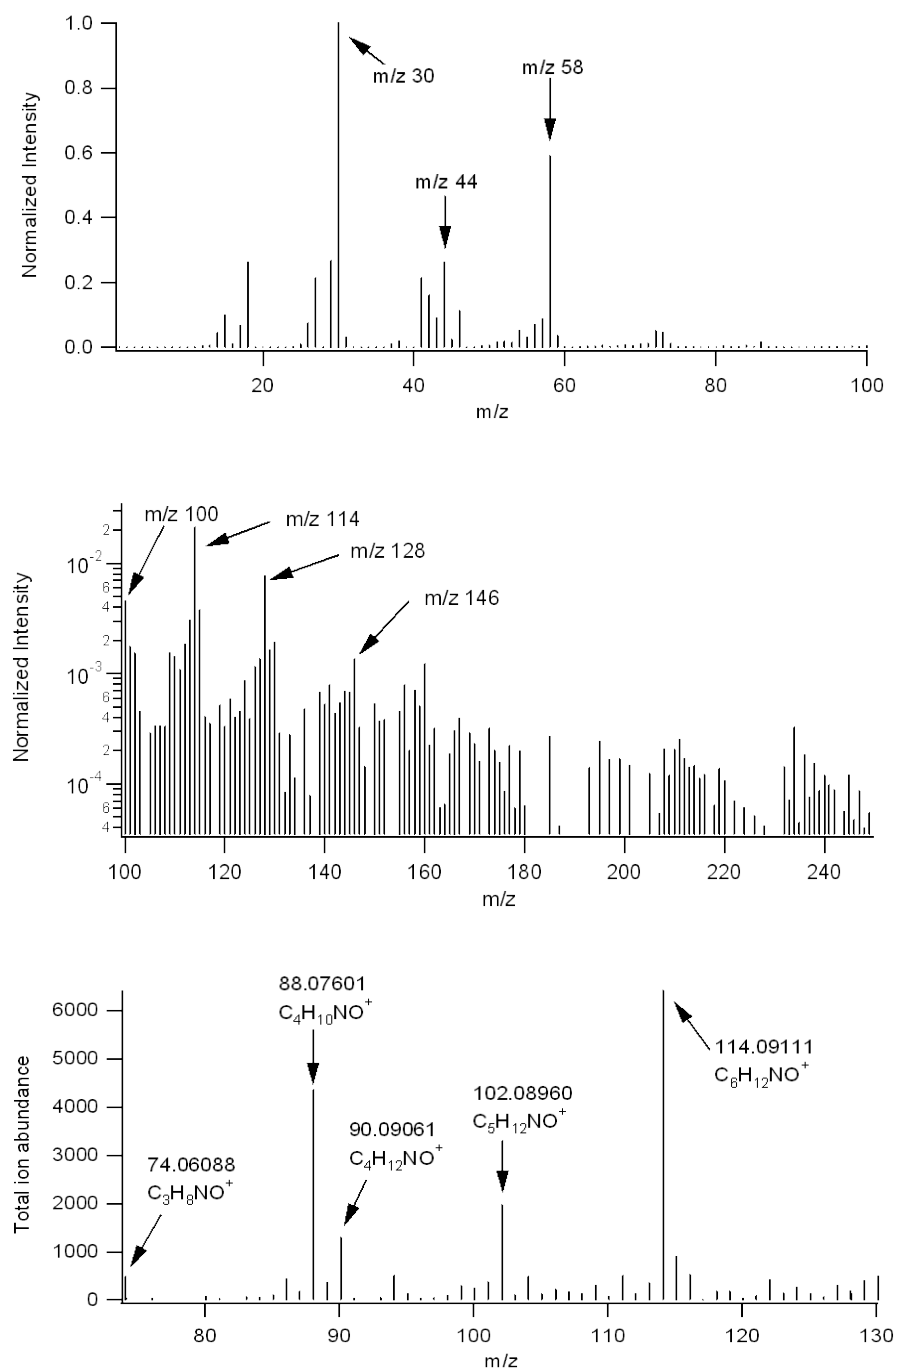 1.0
0.8
0.6
0.4
0.2
0.0
Normalized Intensity
m/z 30
m/z 58
m/z 44
20 40 60 80 100
m/z
2
10⁻²
6
4
2
10⁻³
6
4
2
10⁻⁴
6
4
Normalized Intensity
m/z 100
m/z 114
m/z 128
m/z 146
100 120 140 160 180 200 220 240
m/z
6000
5000
4000
3000
2000
1000
0
Total ion abundance
88.07601
C₄H₁₀NO⁺
114.09111
C₆H₁₂NO⁺
102.08960
C₅H₁₂NO⁺
90.09061
C₄H₁₂NO⁺
74.06088
C₃H₈NO⁺
80 90 100 110 120 130
m/z